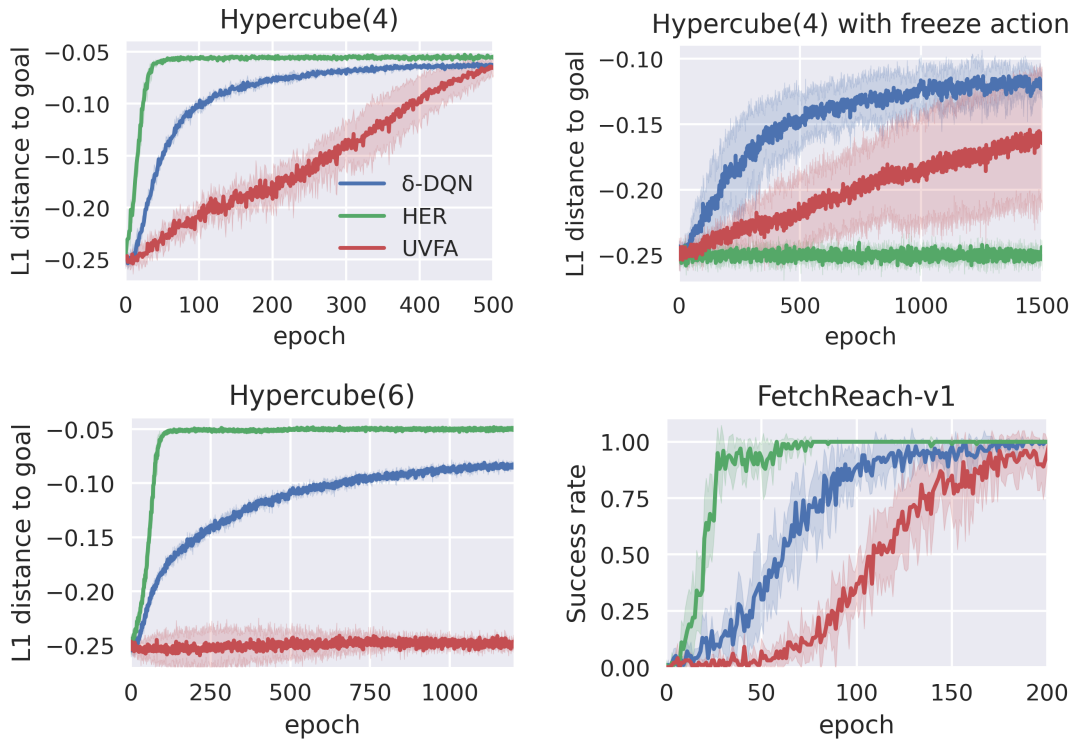 Hypercube(4)
L1 distance to goal
−0.05
−0.10
−0.15
−0.20
−0.25
δ-DQN
HER
UVFA
0 100 200 300 400 500
epoch
Hypercube(4) with freeze action
L1 distance to goal
−0.10
−0.15
−0.20
−0.25
0 500 1000 1500
epoch
Hypercube(6)
L1 distance to goal
−0.05
−0.10
−0.15
−0.20
−0.25
0 250 500 750 1000
epoch
FetchReach-v1
Success rate
1.00
0.75
0.50
0.25
0.00
0 50 100 150 200
epoch